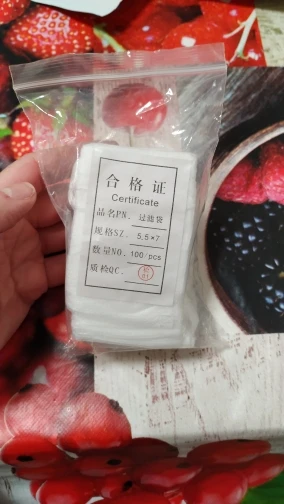 合格证
Certificate
品名PN. 过滤袋
规格SZ. 5.5×7
数量NO. 100 pcs
质检QC.